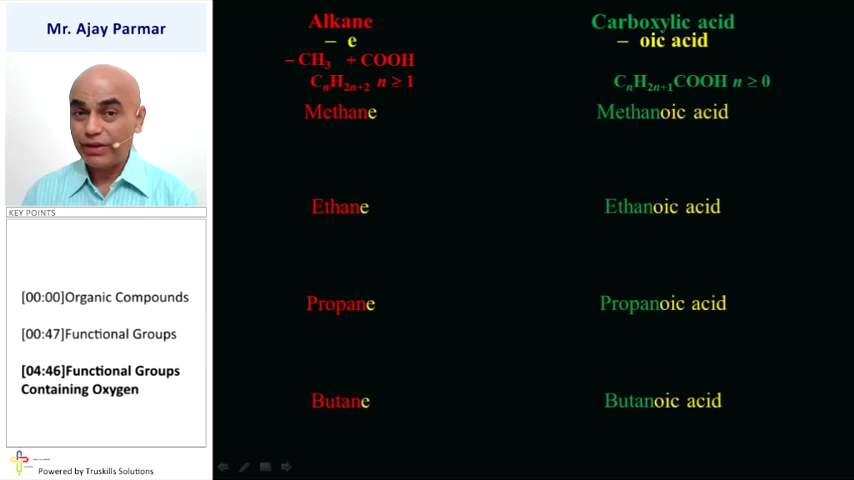 Mr. Ajay Parmar
KEY POINTS
[00:00]Organic Compounds
[00:47]Functional Groups
[04:46]Functional Groups
Containing Oxygen
Powered by Truskills Solutions
Alkane Carboxylic acid
– e – oic acid
– CH₃ + COOH
CₙH₂ₙ₊₂ n ≥ 1 CₙH₂ₙ₊₁COOH n ≥ 0
Methane Methanoic acid
Ethane Ethanoic acid
Propane Propanoic acid
Butane Butanoic acid